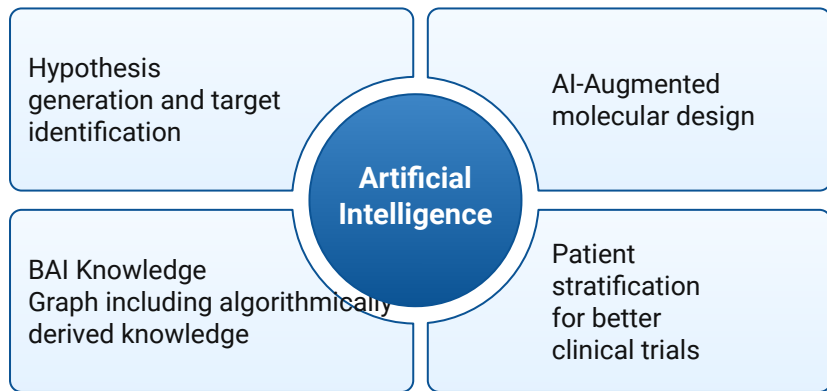 Hypothesis
generation and target
identification
AI-Augmented
molecular design
Artificial
Intelligence
BAI Knowledge
Graph including algorithmically
derived knowledge
Patient
stratification
for better
clinical trials